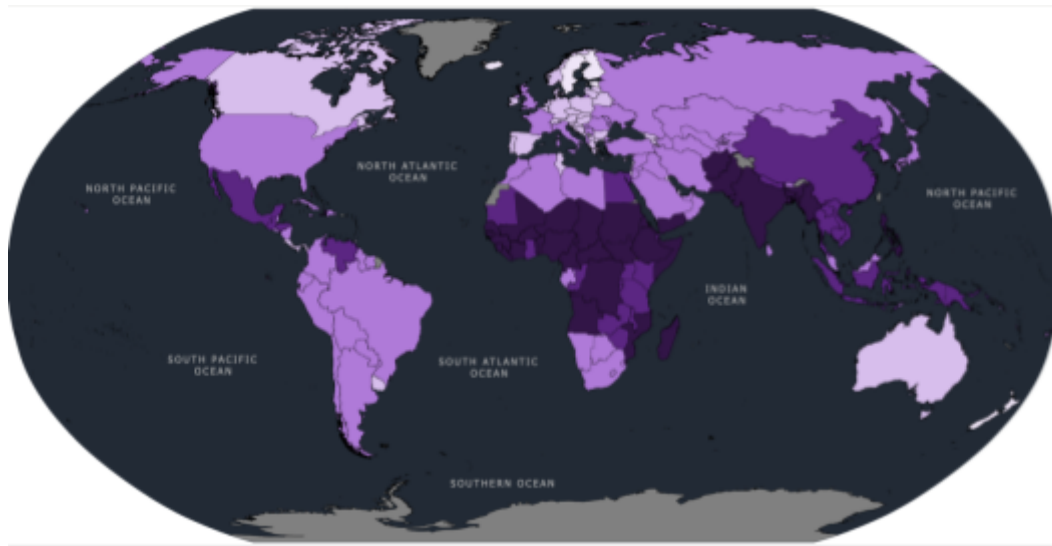 NORTH ATLANTIC
OCEAN
NORTH PACIFIC
OCEAN
NORTH PACIFIC
OCEAN
INDIAN
OCEAN
SOUTH PACIFIC
OCEAN
SOUTH ATLANTIC
OCEAN
SOUTHERN OCEAN